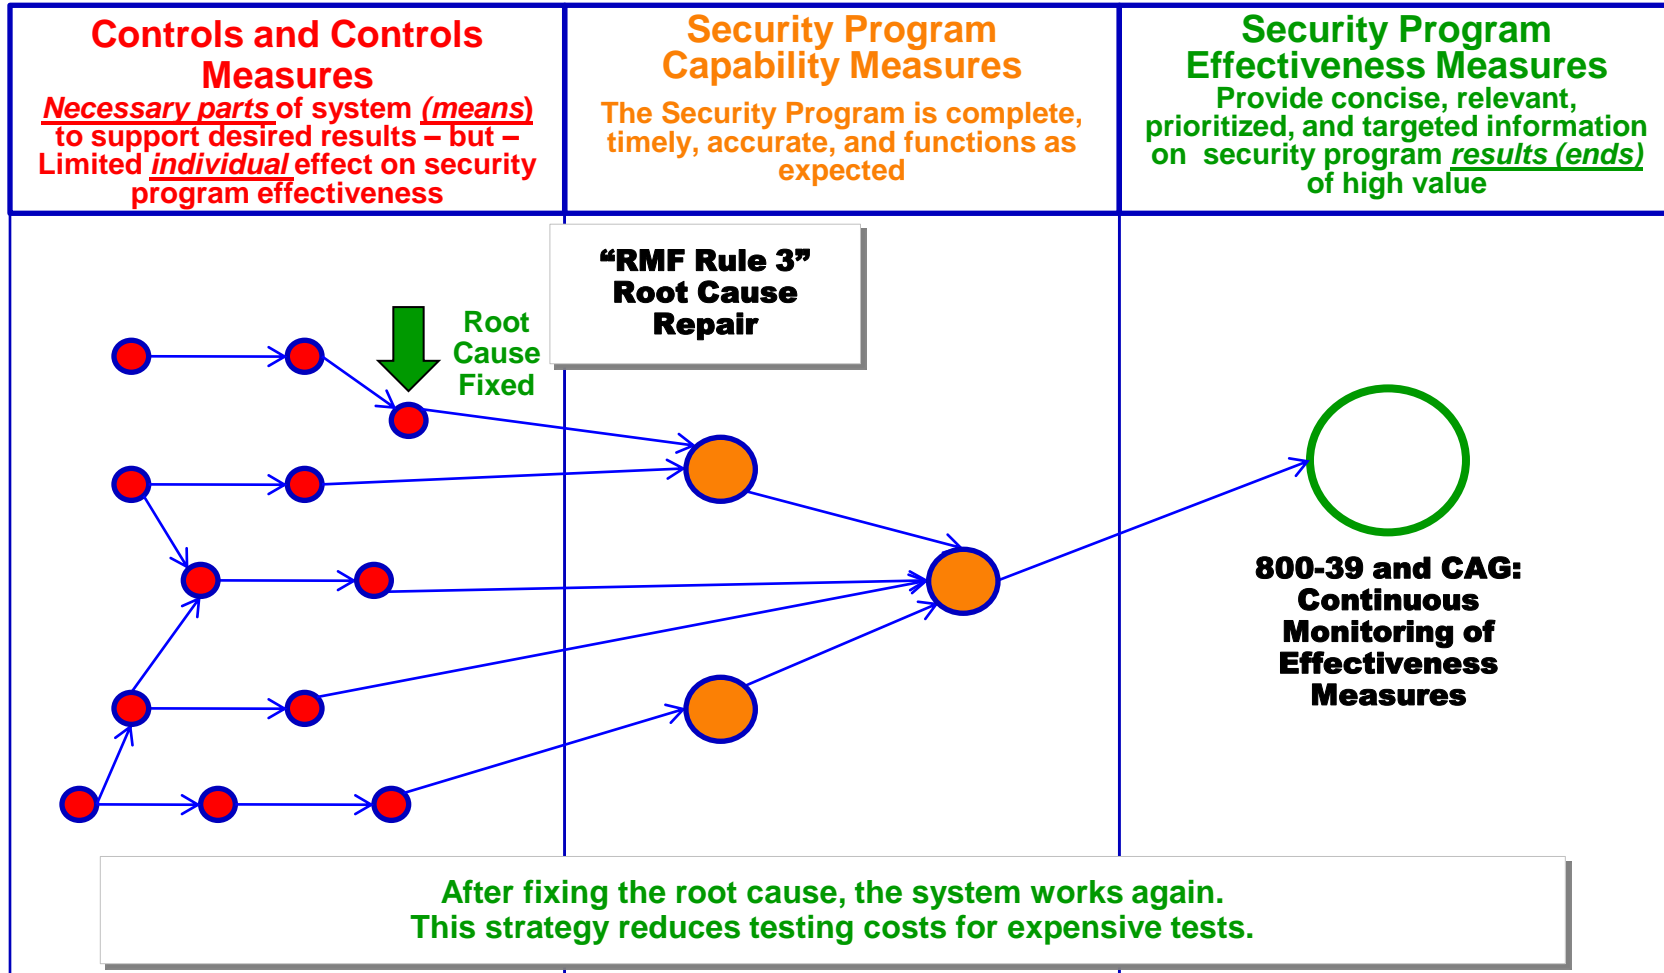 Controls and Controls
Measures
Necessary parts of system (means)
to support desired results – but –
Limited individual effect on security
program effectiveness
Security Program
Capability Measures
The Security Program is complete,
timely, accurate, and functions as
expected
Security Program
Effectiveness Measures
Provide concise, relevant,
prioritized, and targeted information
on security program results (ends)
of high value
“RMF Rule 3”
Root Cause
Repair
Root
Cause
Fixed
800-39 and CAG:
Continuous
Monitoring of
Effectiveness
Measures
After fixing the root cause, the system works again.
This strategy reduces testing costs for expensive tests.